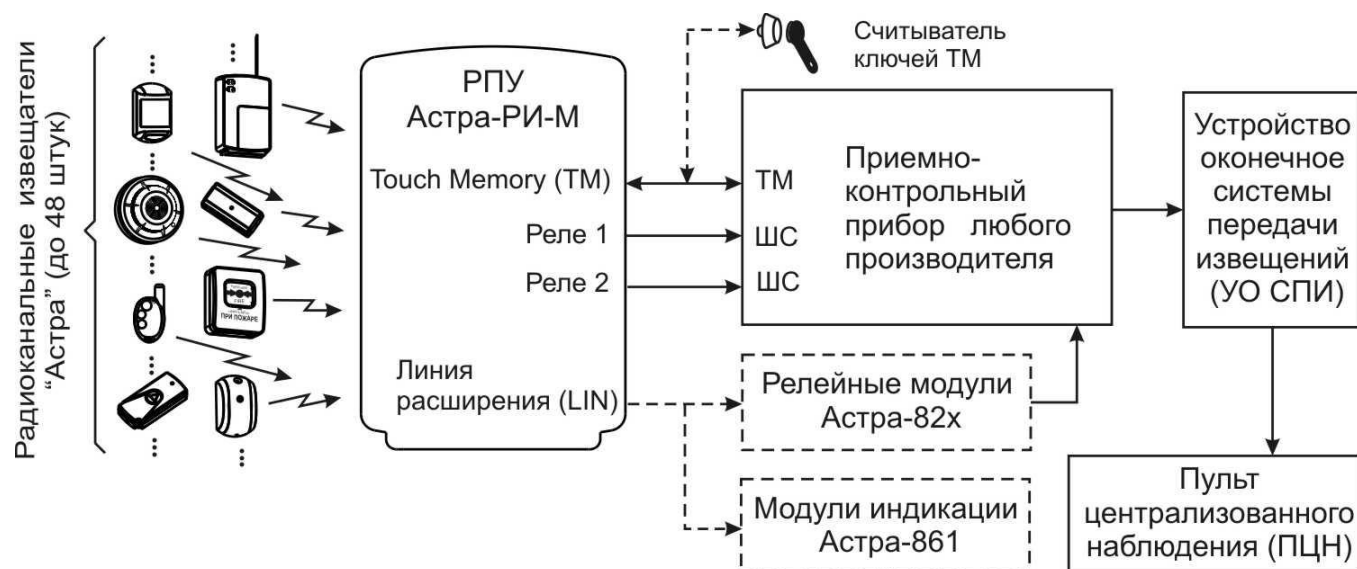 Радиоканальные извещатели
“Астра” (до 48 штук)
РПУ
Астра-РИ-М
Touch Memory (TM)
Реле 1
Реле 2
Линия
расширения (LIN)
Считыватель
ключей ТМ
ТМ
ШС
ШС
Приемно-
контрольный
прибор любого
производителя
Релейные модули
Астра-82х
Модули индикации
Астра-861
Устройство
оконечное
системы
передачи
извещений
(УО СПИ)
Пульт
централизованного
наблюдения (ПЦН)
ПРИ ПОЖАРЕ